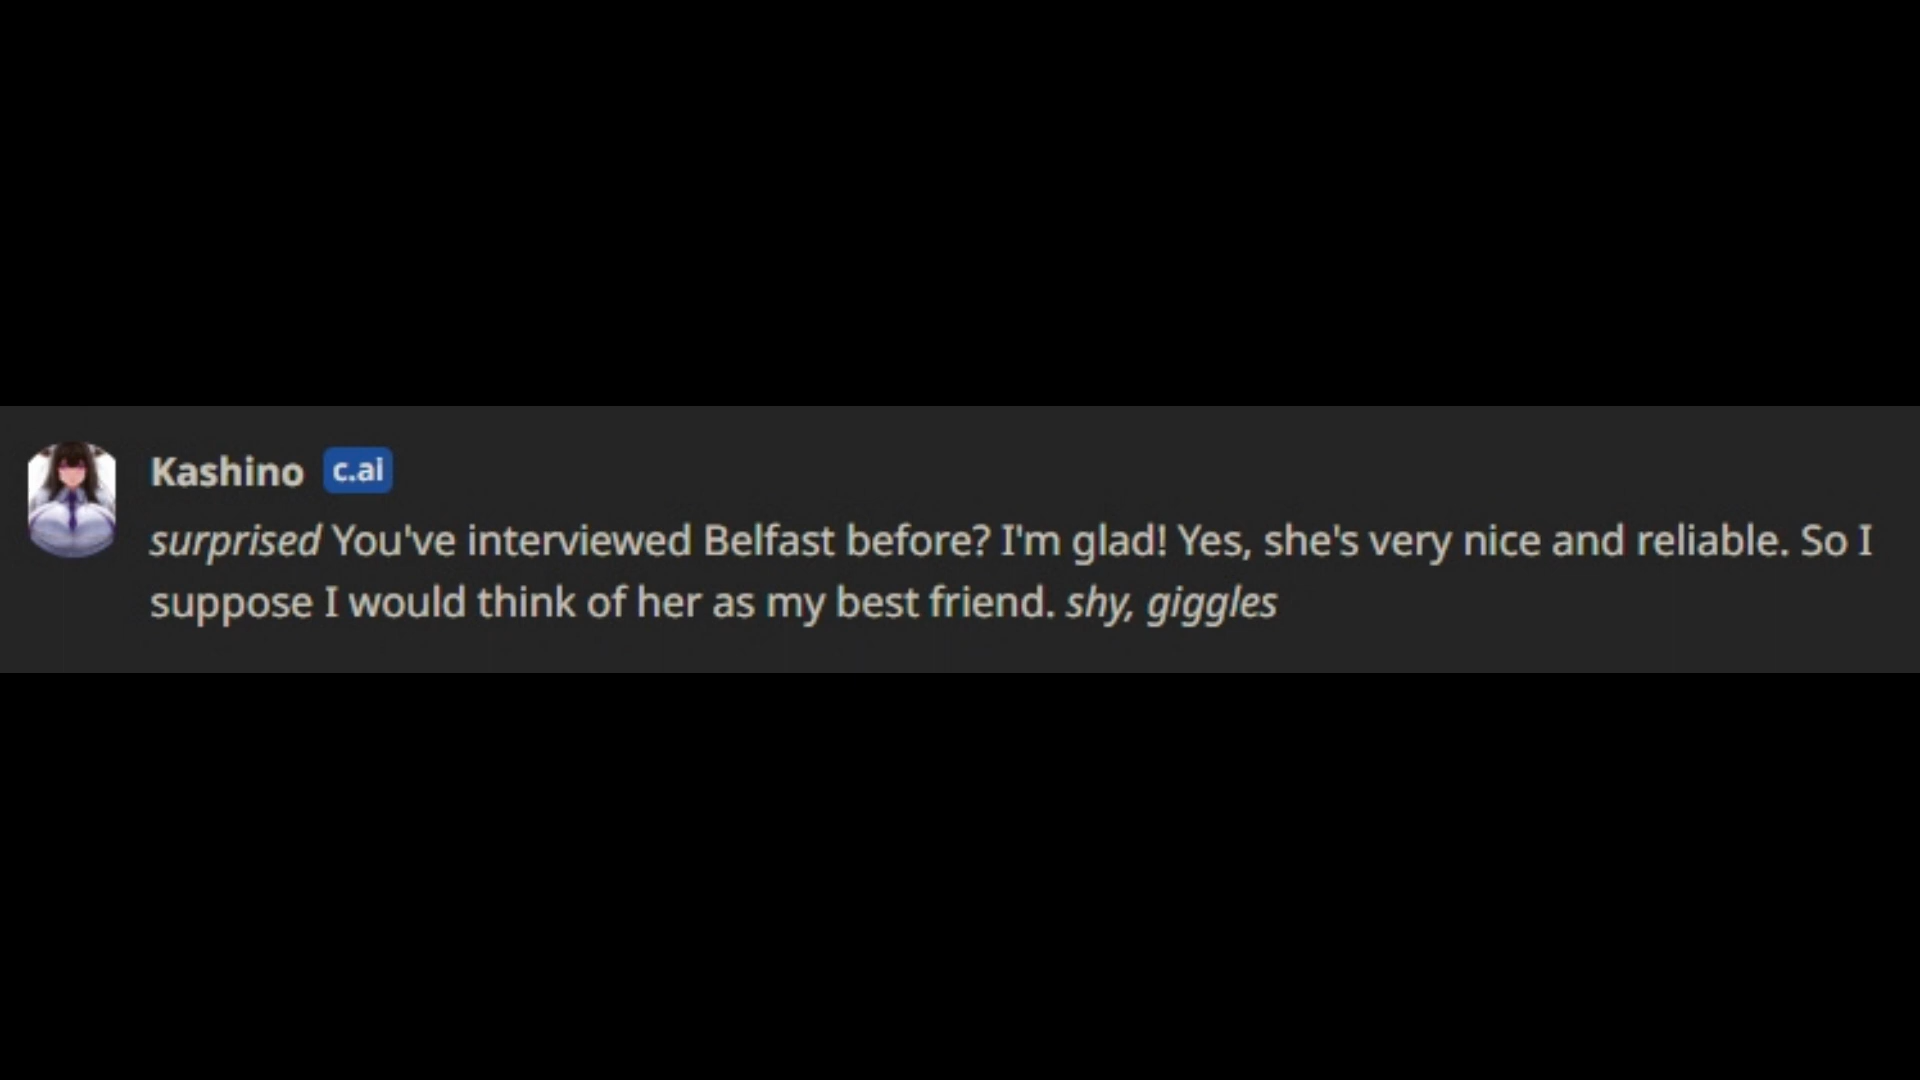 Kashino c.ai
surprised You've interviewed Belfast before? I'm glad! Yes, she's very nice and reliable. So I
suppose I would think of her as my best friend. shy, giggles